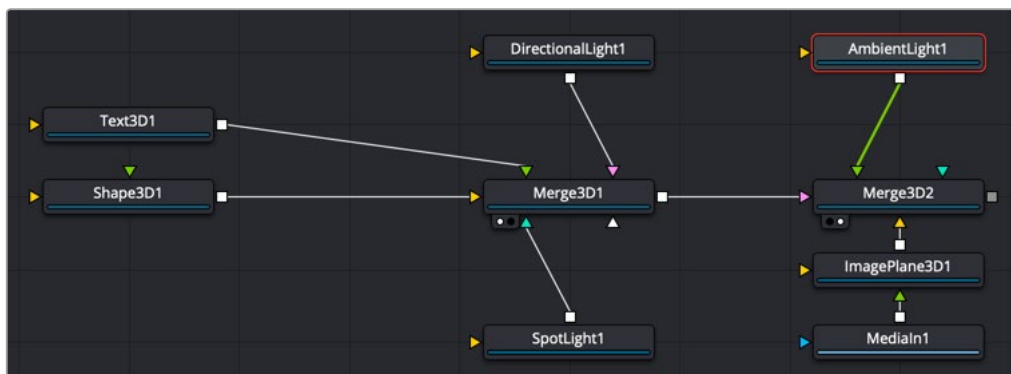 DirectionalLight1
AmbientLight1
Text3D1
Shape3D1
Merge3D1
Merge3D2
ImagePlane3D1
SpotLight1
MediaIn1